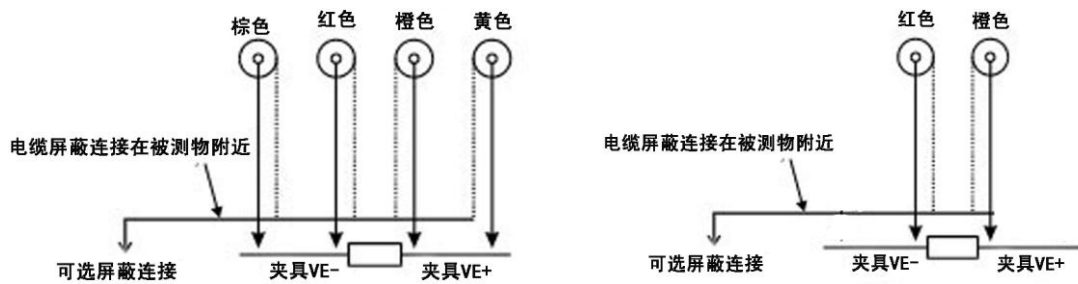 棕色 红色 橙色 黄色
电缆屏蔽连接在被测物附近
可选屏蔽连接 夹具VE- 夹具VE+
红色 橙色
电缆屏蔽连接在被测物附近
可选屏蔽连接 夹具VE- 夹具VE+